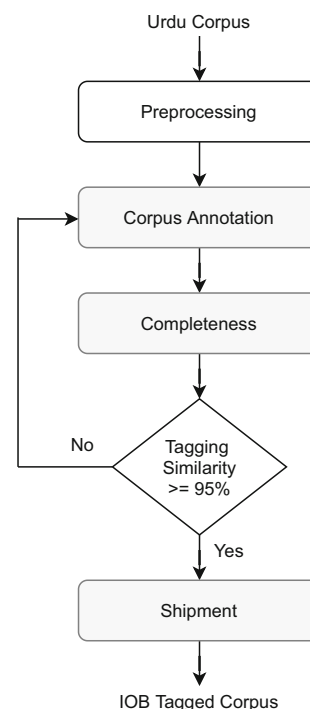 Urdu Corpus
Preprocessing
Corpus Annotation
Completeness
No
Tagging
Similarity
>= 95%
Yes
Shipment
IOB Tagged Corpus